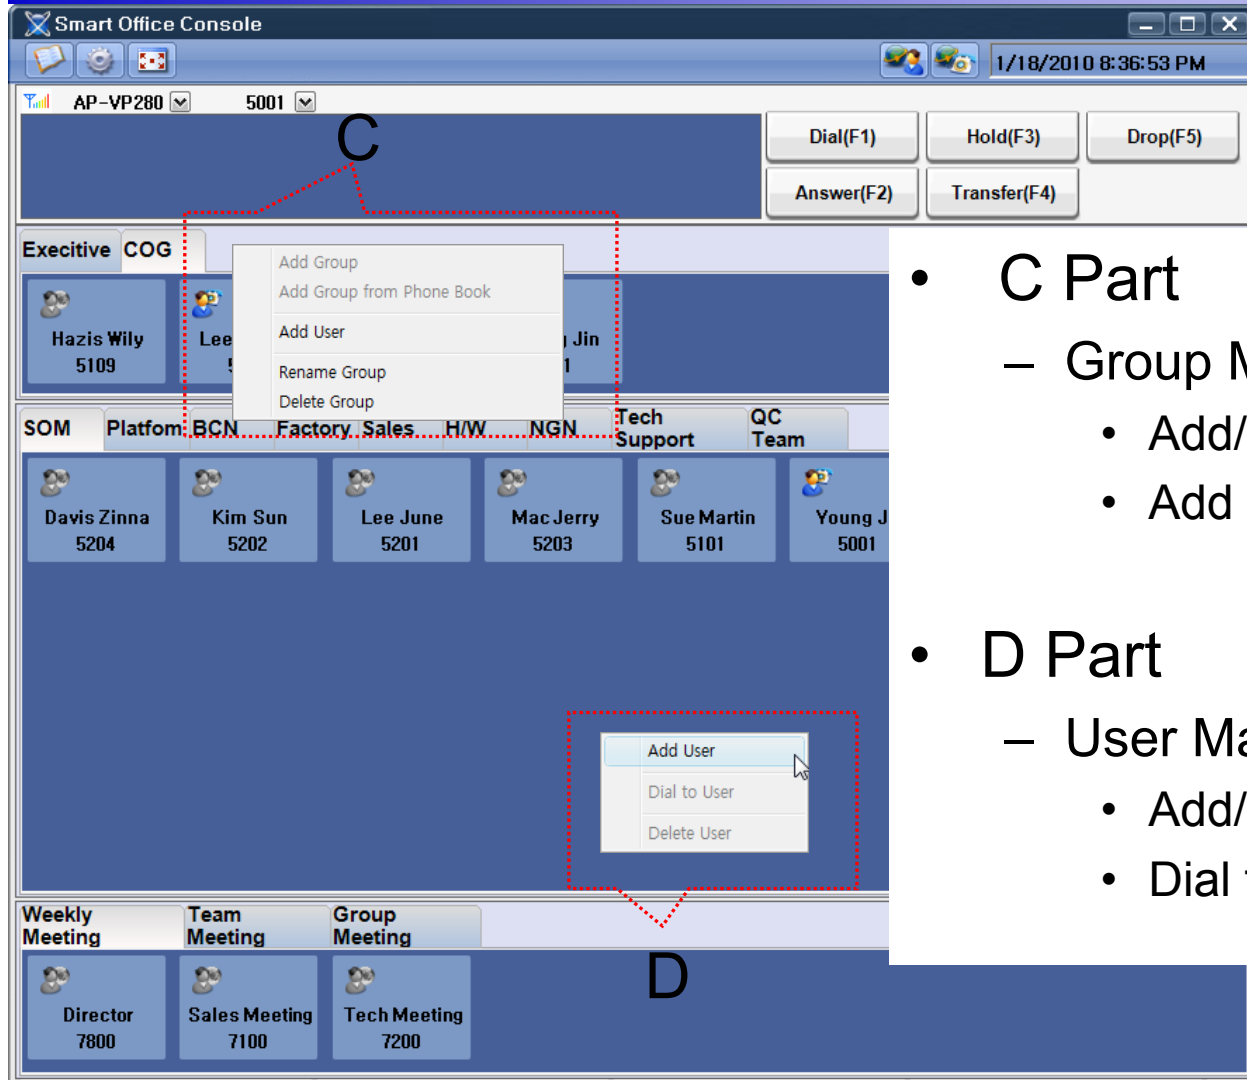 Smart Office Console
1/18/2010 8:36:53 PM
AP-VP280 5001
C
Dial(F1) Hold(F3) Drop(F5)
Answer(F2) Transfer(F4)
Execitive COG
Add Group
Add Group from Phone Book
Add User
Rename Group
Delete Group
Hazis Wily
5109
Lee
Jin
SOM Platfom BCN Factory Sales H/W NGN Tech Support QC Team
Davis Zinna
5204
Kim Sun
5202
Lee June
5201
Mac Jerry
5203
Sue Martin
5101
Young J
5001
Add User
Dial to User
Delete User
D
Weekly Meeting
Team Meeting
Group Meeting
Director
7800
Sales Meeting
7100
Tech Meeting
7200
• C Part
– Group
• Add/
• Add
• D Part
– User Ma
• Add/
• Dial